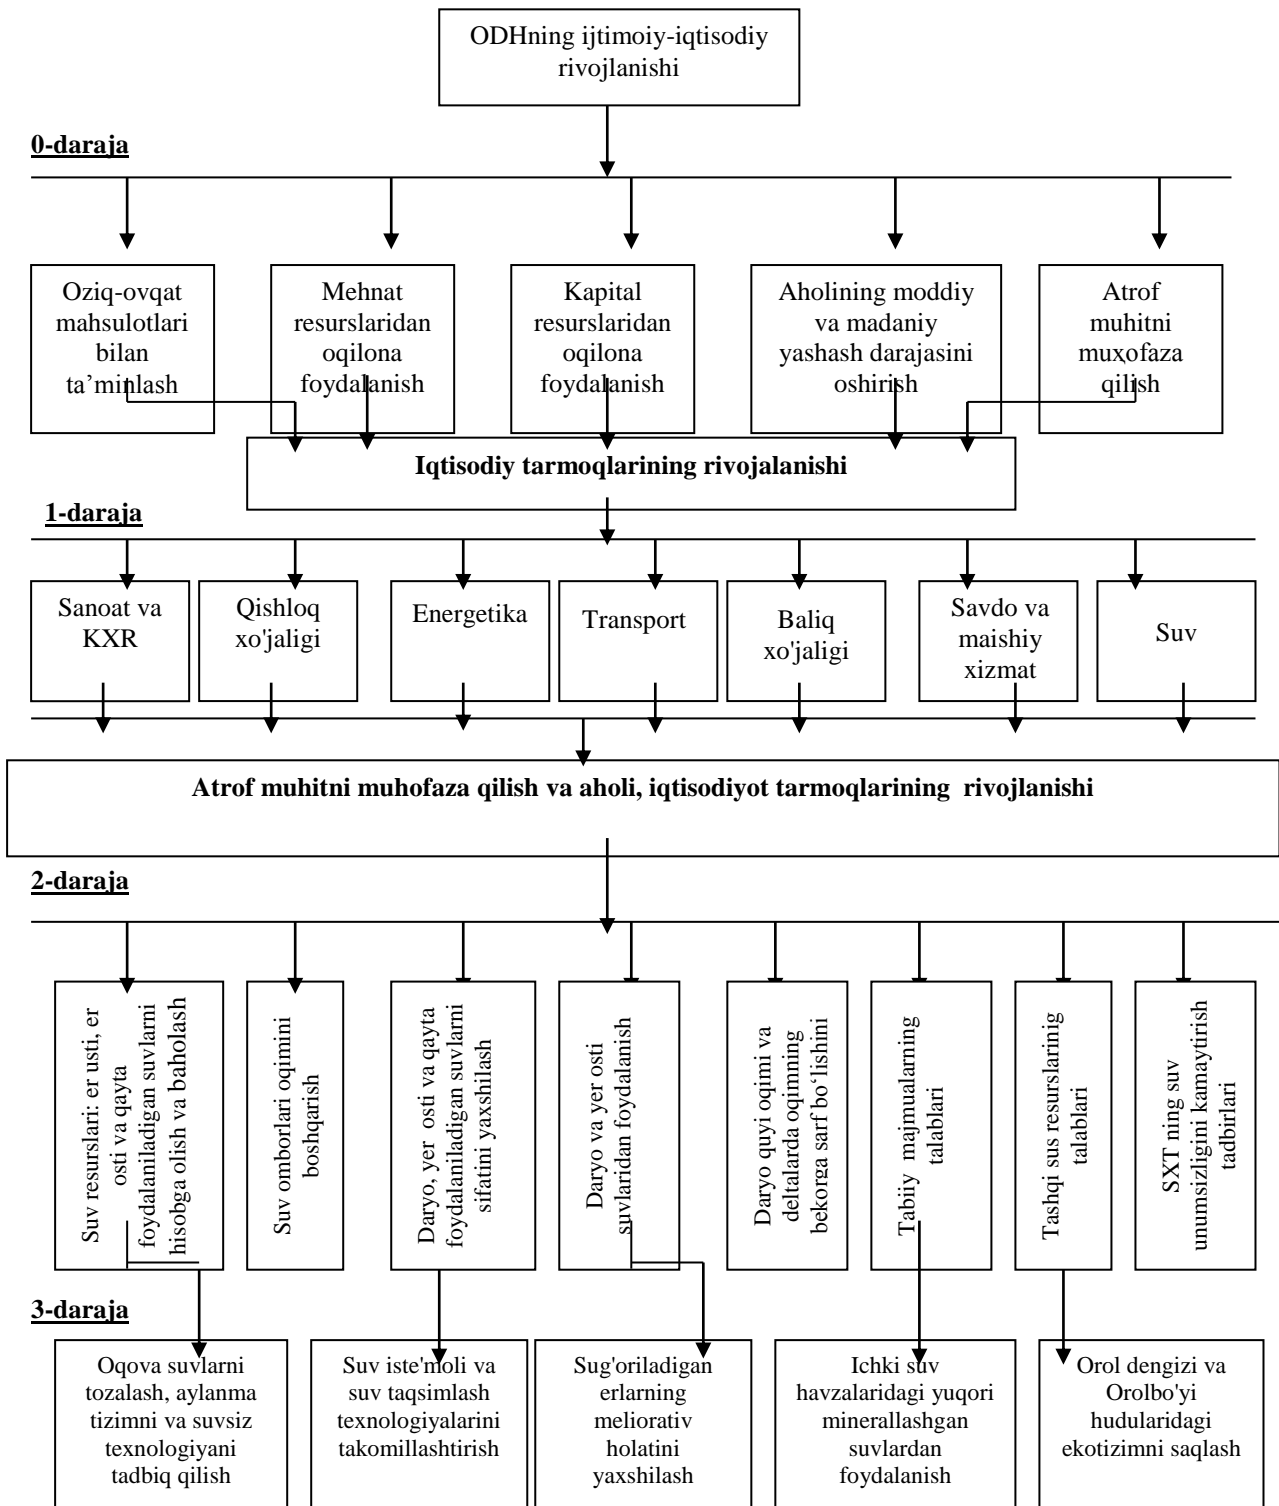 ODHning ijtimoiy-iqtisodiy
rivojlanishi
0-daraja
Oziq-ovqat
mahsulotlari
bilan
ta’minlash
Mehnat
resurslaridan
oqilona
foydalanish
Kapital
resurslaridan
oqilona
foydalanish
Aholining moddiy
va madaniy
yashash darajasini
oshirish
Atrof
muhitni
muxofaza
qilish
Iqtisodiy tarmoqlarining rivojalanishi
1-daraja
Sanoat va
KXR
Qishloq
xo'jaligi
Energetika
Transport
Baliq
xo'jaligi
Savdo va
maishiy
xizmat
Suv
Atrof muhitni muhofaza qilish va aholi, iqtisodiyot tarmoqlarining rivojlanishi
2-daraja
Suv resurslari: er usti, er
osti va qayta
foydalaniladigan suvlarni
hisobga olish va baholash
Suv omborlari oqimini
boshqarish
Daryo, yer osti va qayta
foydalaniladigan suvlarni
sifatini yaxshilash
Daryo va yer osti
suvlaridan foydalanish
Daryo quyi oqimi va
deltalarda oqimning
bekorga sarf bo‘lishini
Tabiiy majmualarning
talablari
Tashqi sus resurslarinig
talablari
SXT ning suv
unumsizligini kamaytirish
tadbirlari
3-daraja
Oqova suvlarni
tozalash, aylanma
tizimni va suvsiz
texnologiyani
tadbiq qilish
Suv iste'moli va
suv taqsimlash
texnologiyalarini
takomillashtirish
Sug'oriladigan
erlarning
meliorativ
holatini
yaxshilash
Ichki suv
havzalaridagi yuqori
minerallashgan
suvlardan
foydalanish
Orol dengizi va
Orolbo'yi
hudularidagi
ekotizimni saqlash